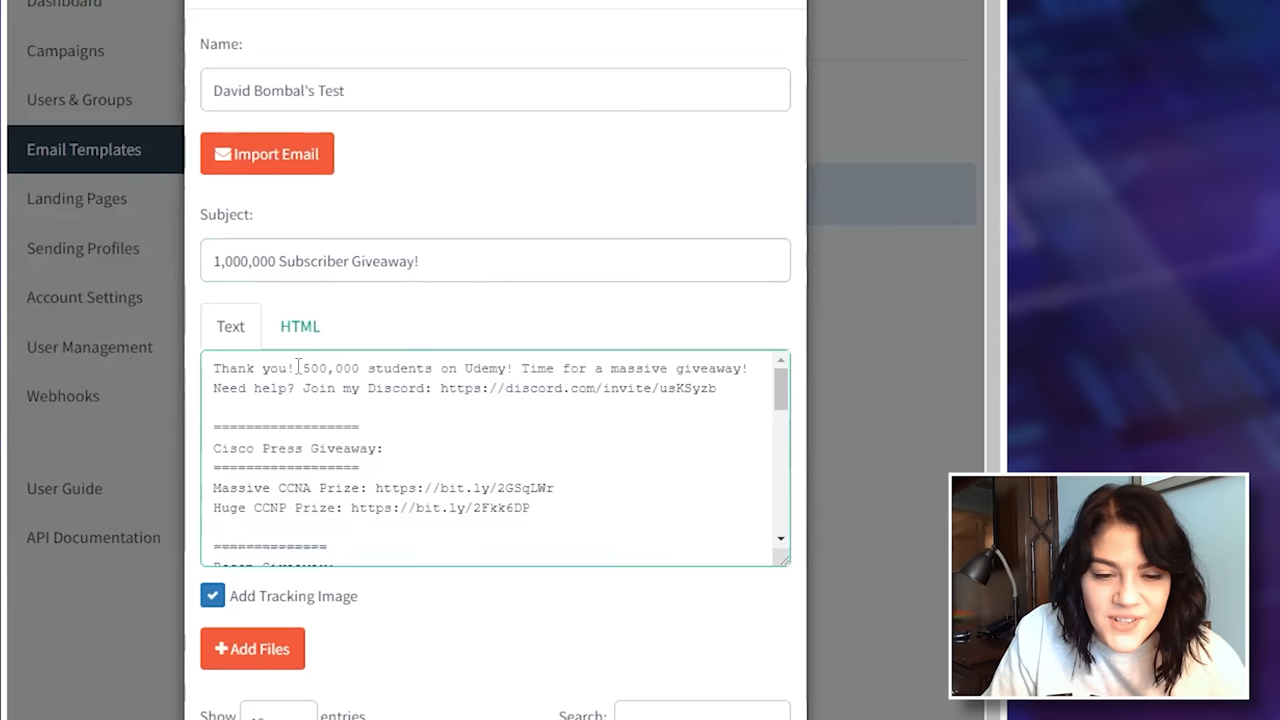 Dashboard
Campaigns
Users & Groups
Email Templates
Landing Pages
Sending Profiles
Account Settings
User Management
Webhooks
User Guide
API Documentation
Name:
David Bombal's Test
Import Email
Subject:
1,000,000 Subscriber Giveaway!
Text HTML
Thank you! 500,000 students on Udemy! Time for a massive giveaway!
Need help? Join my Discord: https://discord.com/invite/usKSyzb
==================
Cisco Press Giveaway:
==================
Massive CCNA Prize: https://bit.ly/2GSqLWr
Huge CCNP Prize: https://bit.ly/2Fkk6DP
==============
Add Tracking Image
+Add Files
Show entries Search: